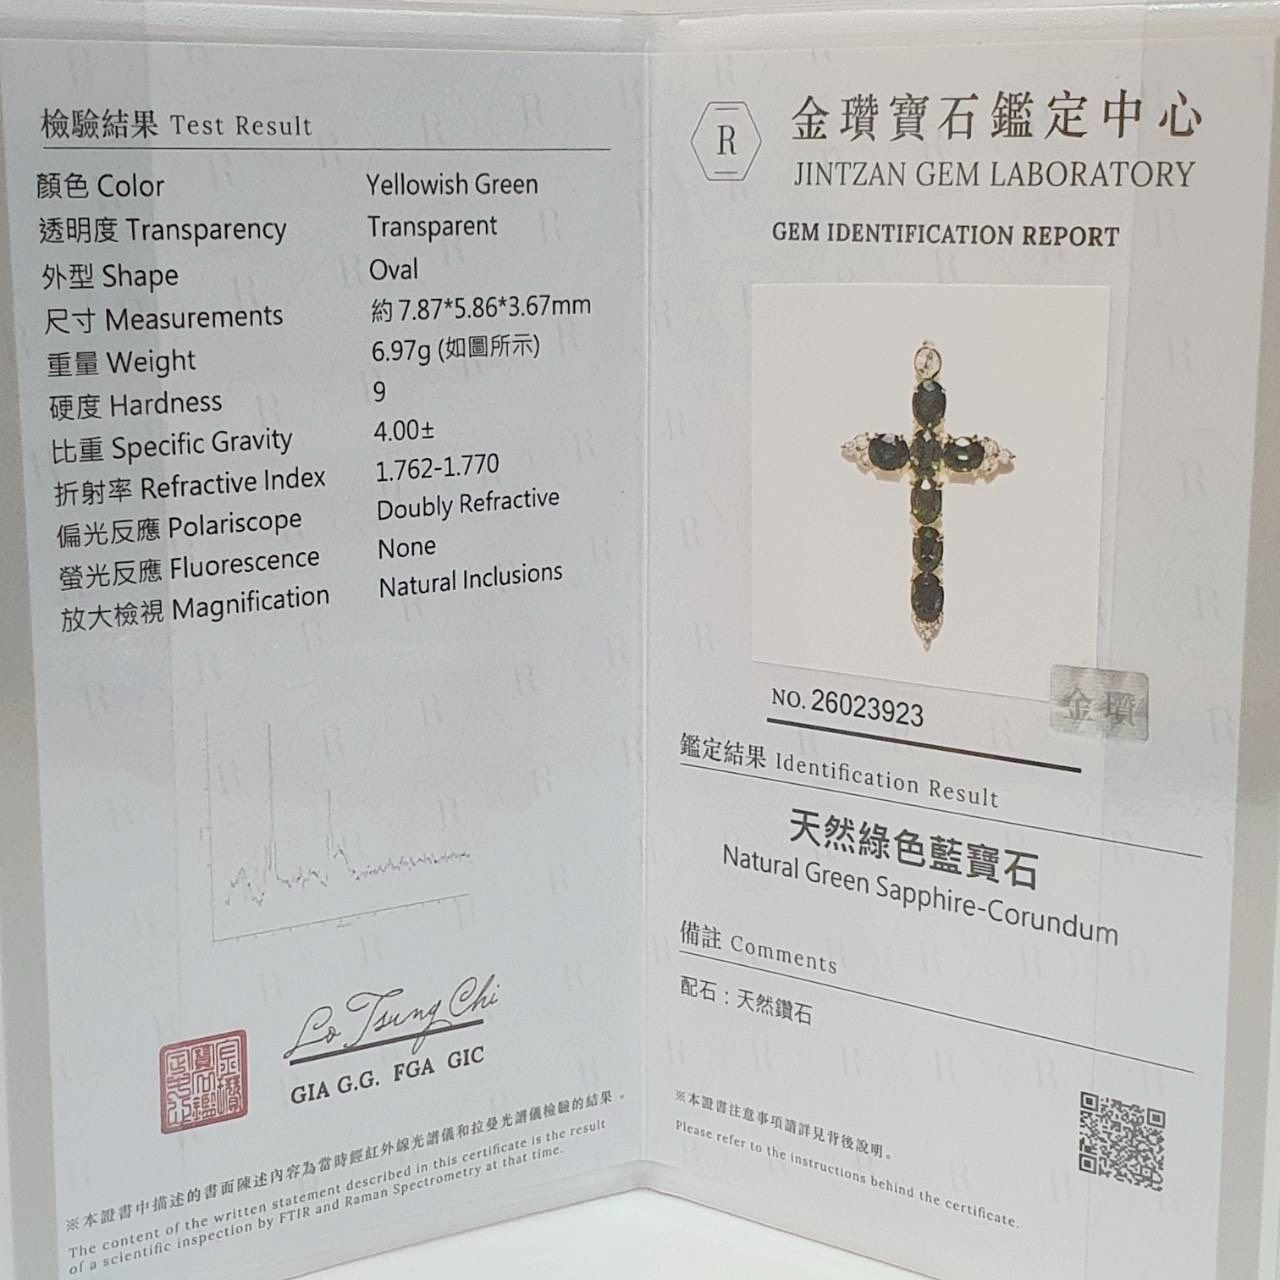 檢驗結果 Test Result
顏色 Color Yellowish Green
透明度 Transparency Transparent
外型 Shape Oval
尺寸 Measurements 約 7.87*5.86*3.67mm
重量 Weight 6.97g (如圖所示)
硬度 Hardness 9
比重 Specific Gravity 4.00±
折射率 Refractive Index 1.762-1.770
偏光反應 Polariscope Doubly Refractive
螢光反應 Fluorescence None
放大檢視 Magnification Natural Inclusions
Lo Tsung Chi
GIA G.G. FGA GIC
※本證書中描述的書面陳述內容為當時經紅外線光譜儀和拉曼光譜儀檢驗的結果。
The content of the written statement described in this certificate is the result
of a scientific inspection by FTIR and Raman Spectrometry at that time.
R
金瓚寶石鑑定中心
JINTZAN GEM LABORATORY
GEM IDENTIFICATION REPORT
金瓚
NO. 26023923
鑑定結果 Identification Result
天然綠色藍寶石
Natural Green Sapphire-Corundum
備註 Comments
配石：天然鑽石
※本證書注意事項請詳見背後說明。
Please refer to the instructions behind the certificate.